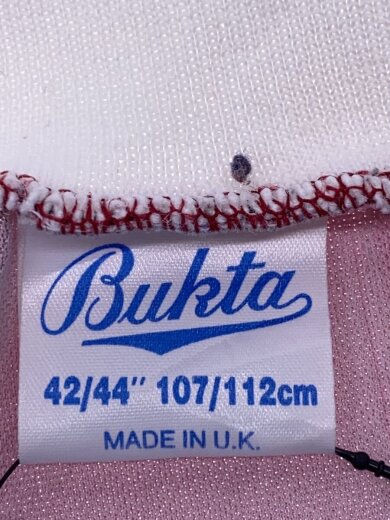 Bukta
42/44" 107/112cm
MADE IN U.K.